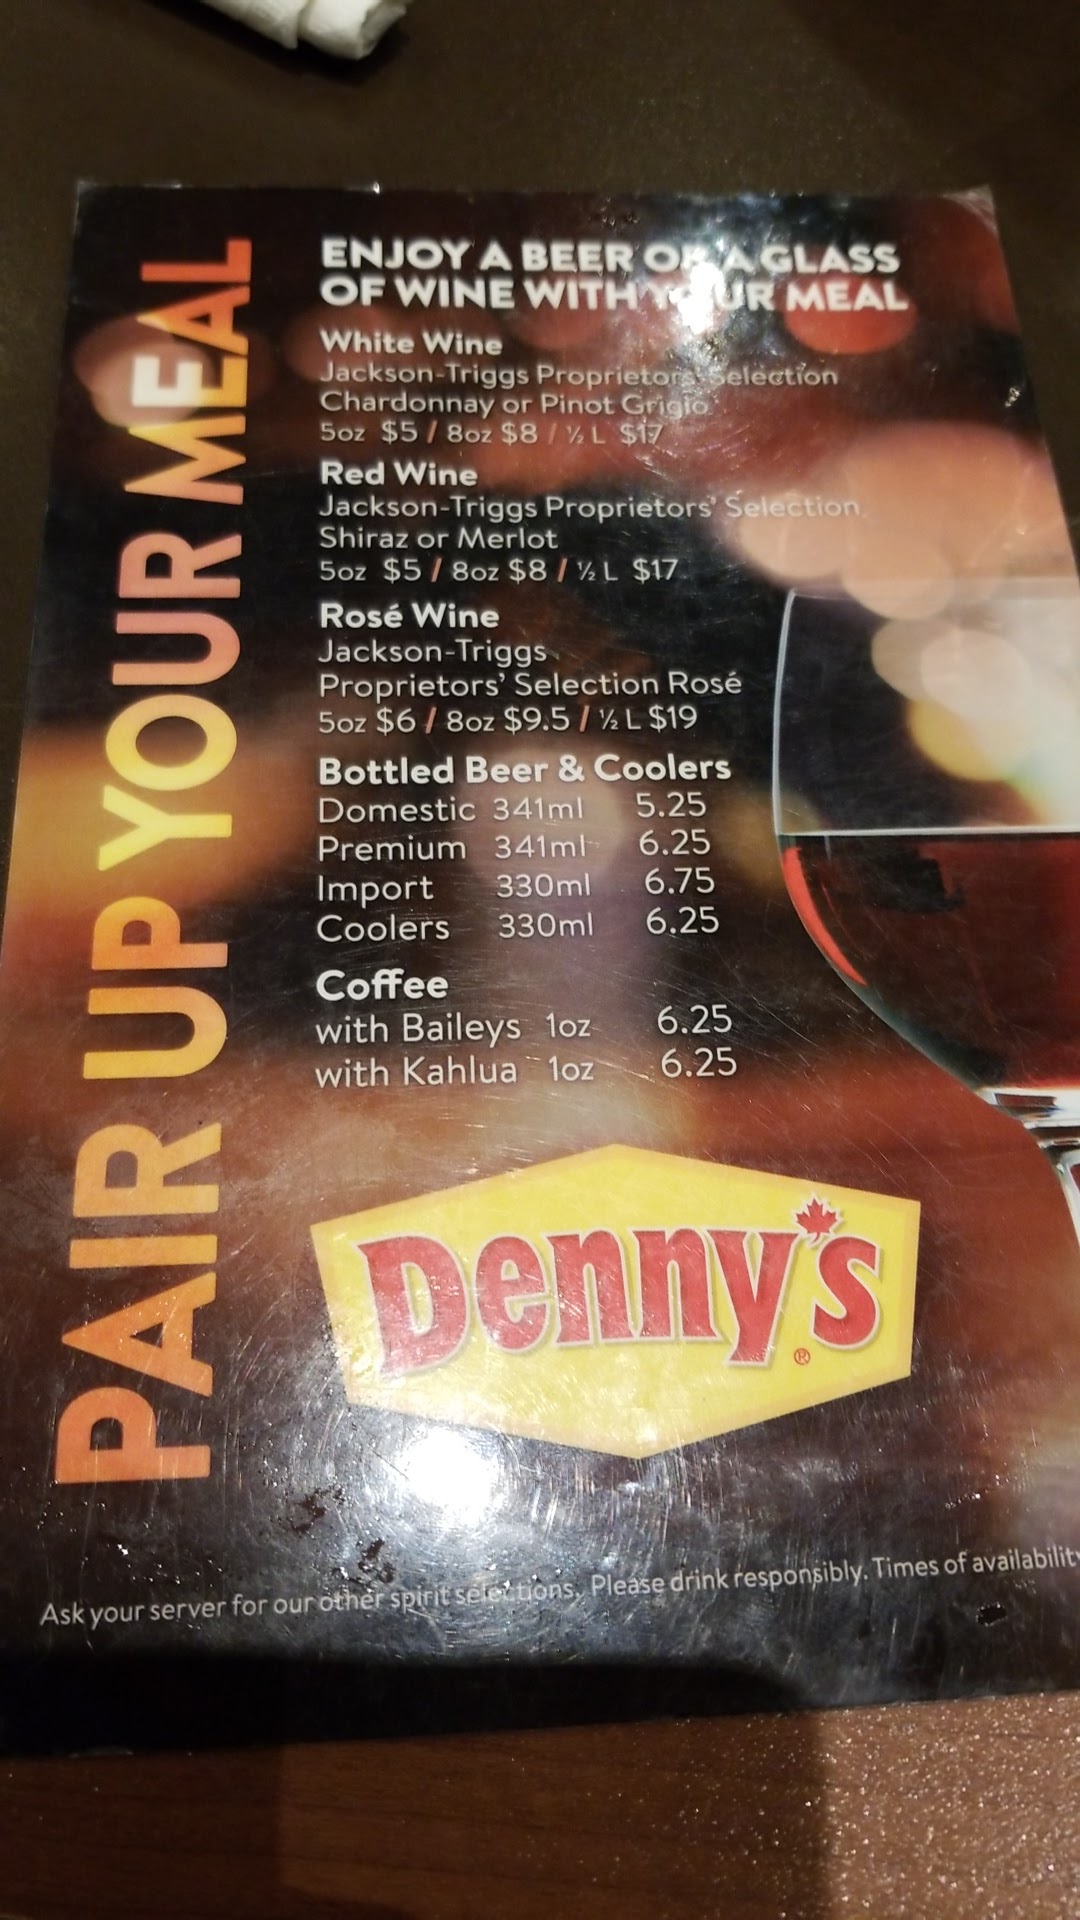 PAIR UP YOUR MEAL
ENJOY A BEER OR A GLASS
OF WINE WITH YOUR MEAL
White Wine
Jackson-Triggs Proprietors' Selection
Chardonnay or Pinot Grigio
5oz $5 / 8oz $8 / ½ L $17
Red Wine
Jackson-Triggs Proprietors' Selection
Shiraz or Merlot
5oz $5 / 8oz $8 / ½ L $17
Rosé Wine
Jackson-Triggs
Proprietors' Selection Rosé
5oz $6 / 8oz $9.5 / ½ L $19
Bottled Beer & Coolers
Domestic 341ml 5.25
Premium 341ml 6.25
Import 330ml 6.75
Coolers 330ml 6.25
Coffee
with Baileys 1oz 6.25
with Kahlua 1oz 6.25
Denny's ®
Ask your server for our other spirit selections. Please drink responsibly. Times of availability